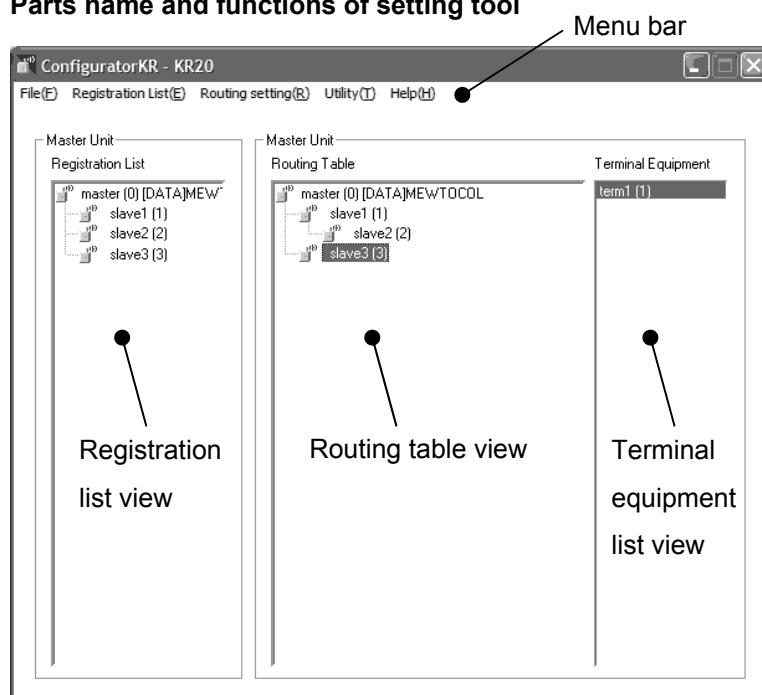 Parts name and functions of setting tool
Menu bar
ConfiguratorKR - KR20
File(F) Registration List(E) Routing setting(R) Utility(T) Help(H)
Master Unit
Registration List
master (0) [DATA]MEWT
slave1 (1)
slave2 (2)
slave3 (3)
Master Unit
Routing Table
master (0) [DATA]MEWTOCOL
slave1 (1)
slave2 (2)
slave3 (3)
Terminal Equipment
term1 (1)
Registration
list view
Routing table view
Terminal
equipment
list view